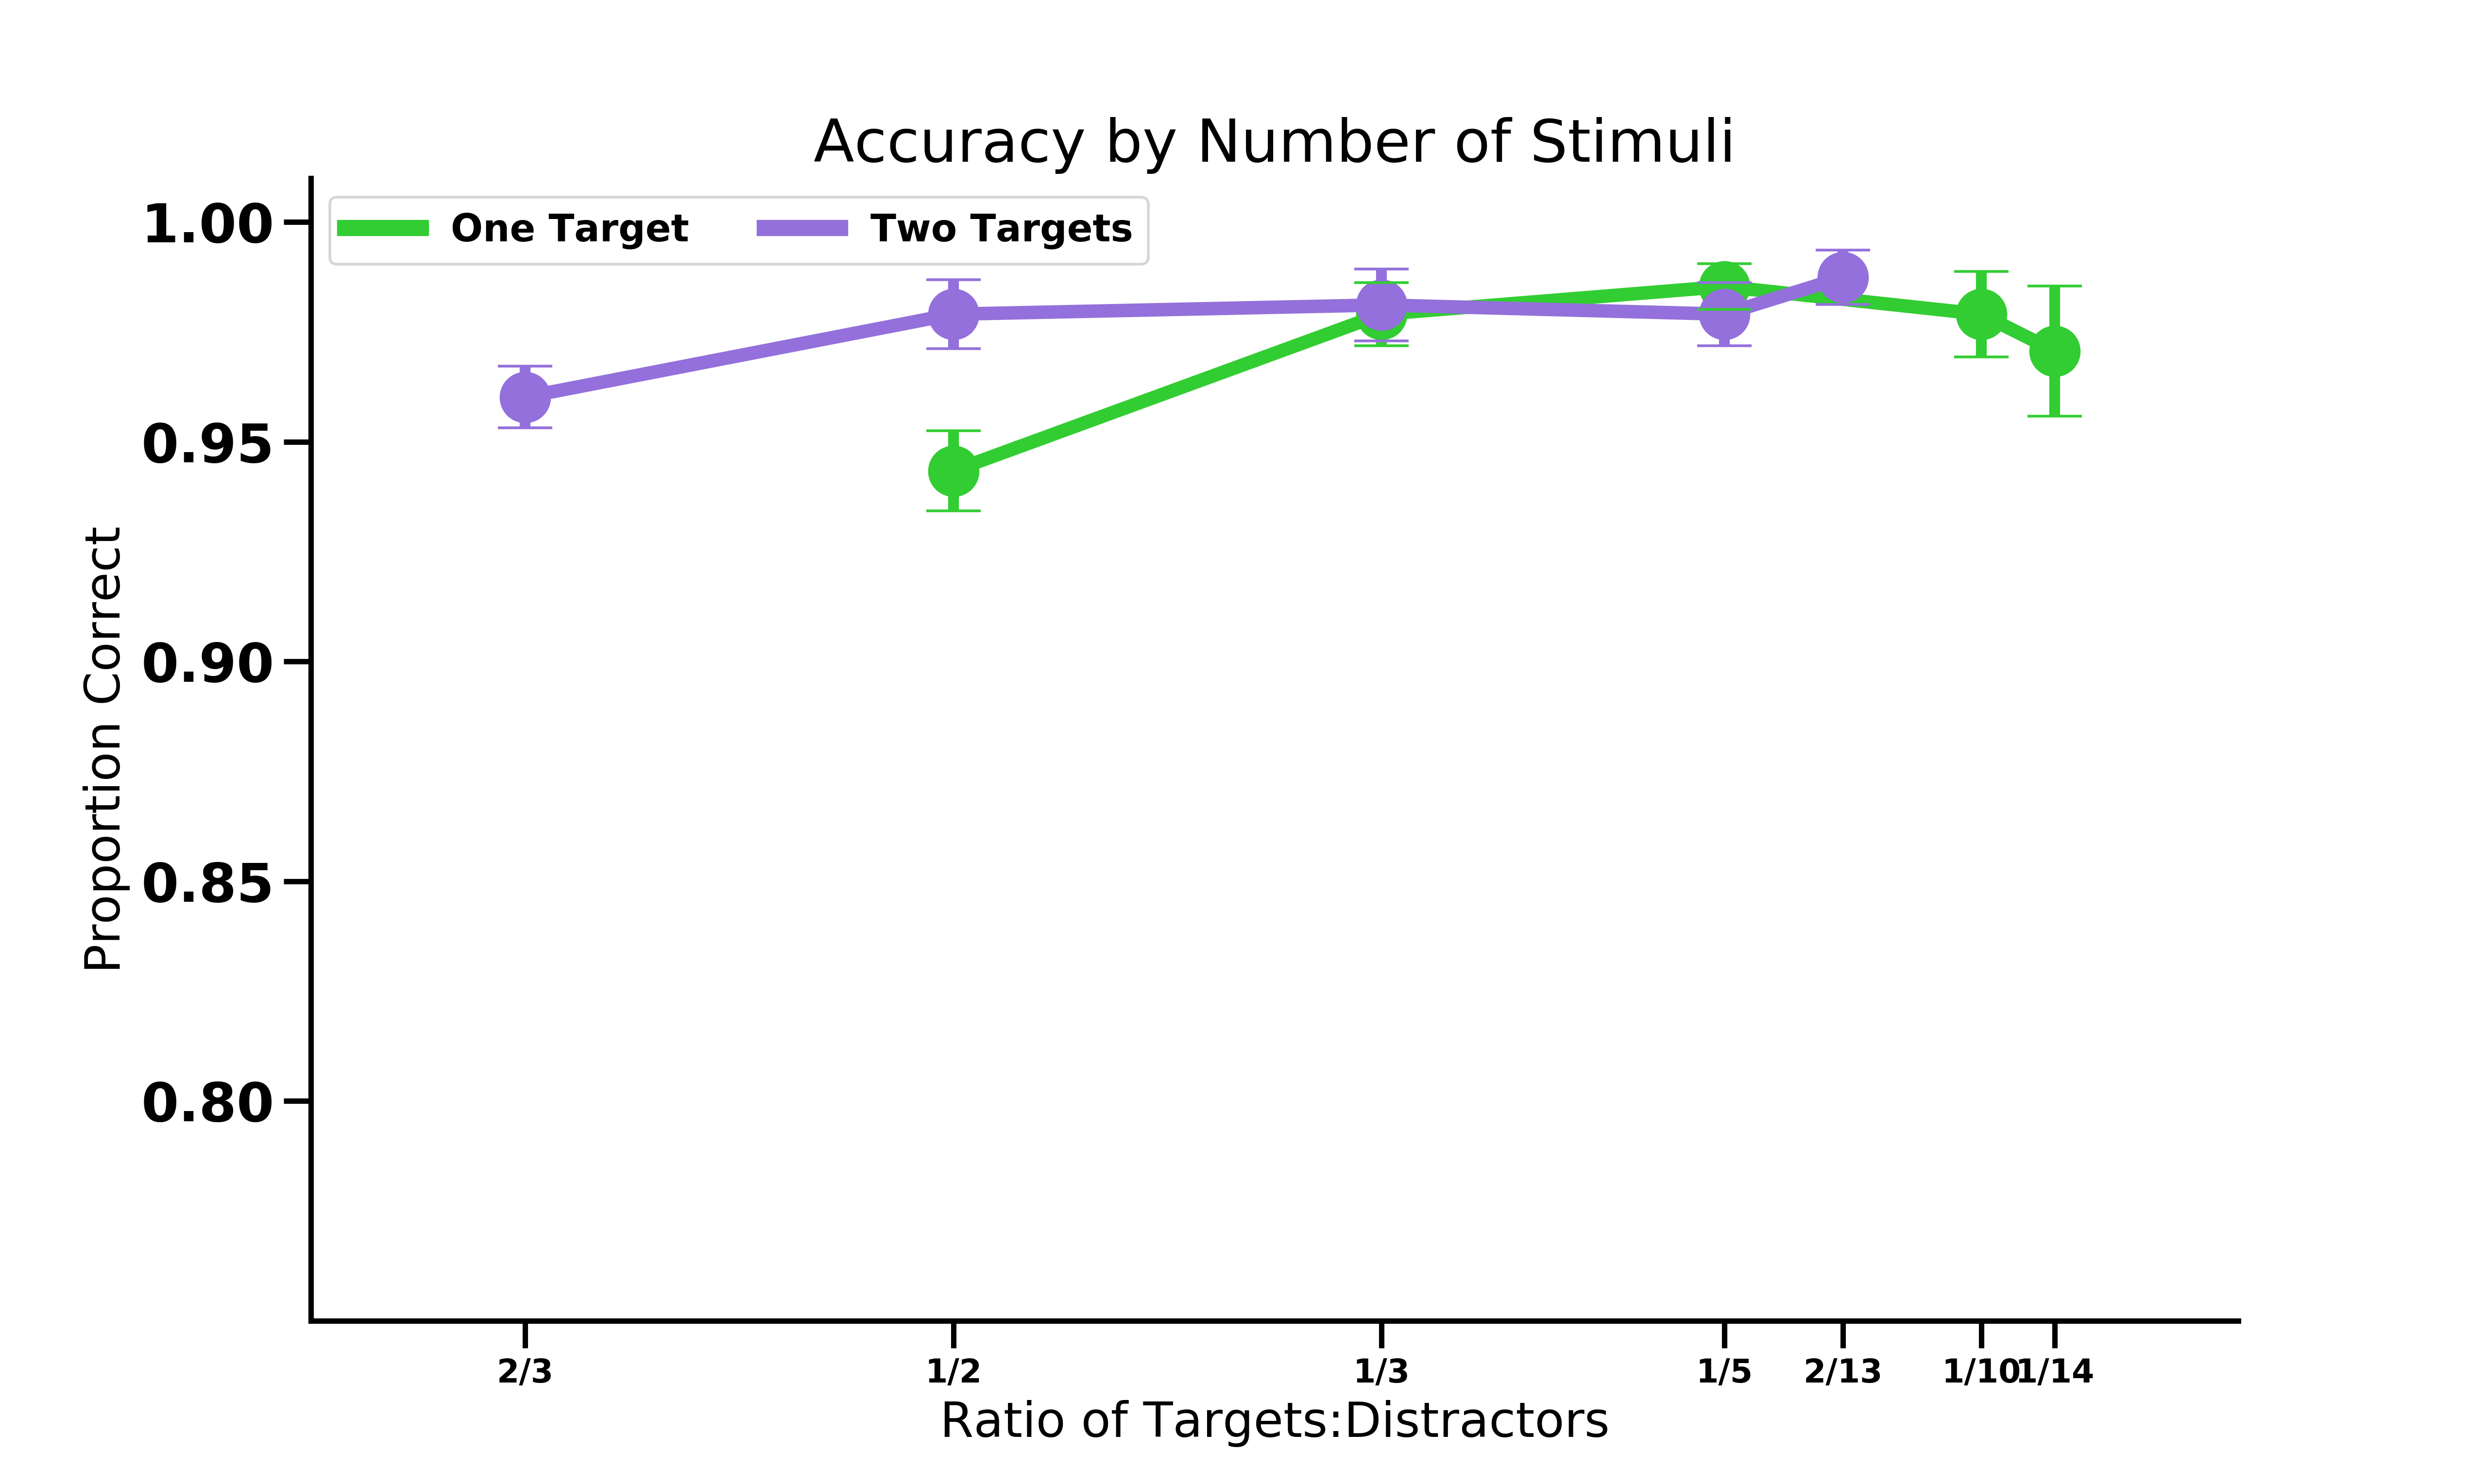 Accuracy by Number of Stimuli
One Target
Two Targets
Proportion Correct
1.00
0.95
0.90
0.85
0.80
2/3
1/2
1/3
1/5
2/13
1/10
1/14
Ratio of Targets:Distractors